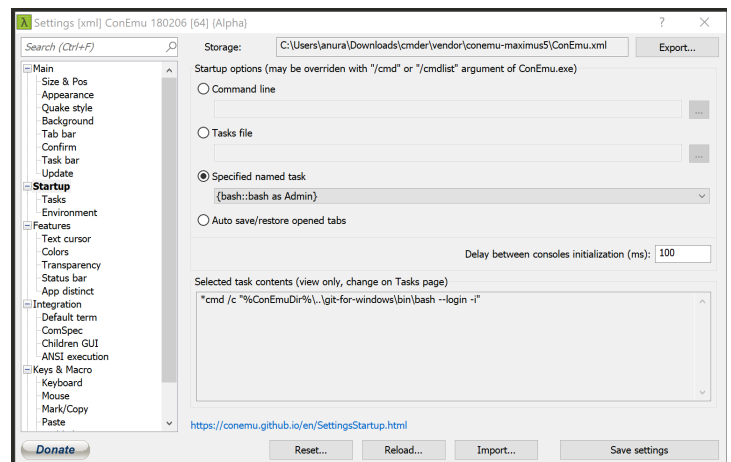 λ Settings [xml] ConEmu 180206 [64] {Alpha} ?
Search (Ctrl+F)
Storage: C:\Users\anura\Downloads\cmder\vendor\conemu-maximus5\ConEmu.xml Export...
Main
Size & Pos
Appearance
Quake style
Background
Tab bar
Confirm
Task bar
Update
Startup
Tasks
Environment
Features
Text cursor
Colors
Transparency
Status bar
App distinct
Integration
Default term
ComSpec
Children GUI
ANSI execution
Keys & Macro
Keyboard
Mouse
Mark/Copy
Paste
Startup options (may be overriden with "/cmd" or "/cmdlist" argument of ConEmu.exe)
Command line
...
Tasks file
...
Specified named task
{bash::bash as Admin}
Auto save/restore opened tabs
Delay between consoles initialization (ms): 100
Selected task contents (view only, change on Tasks page)
*cmd /c "%ConEmuDir%\..\git-for-windows\bin\bash --login -i"
https://conemu.github.io/en/SettingsStartup.html
Donate Reset... Reload... Import... Save settings